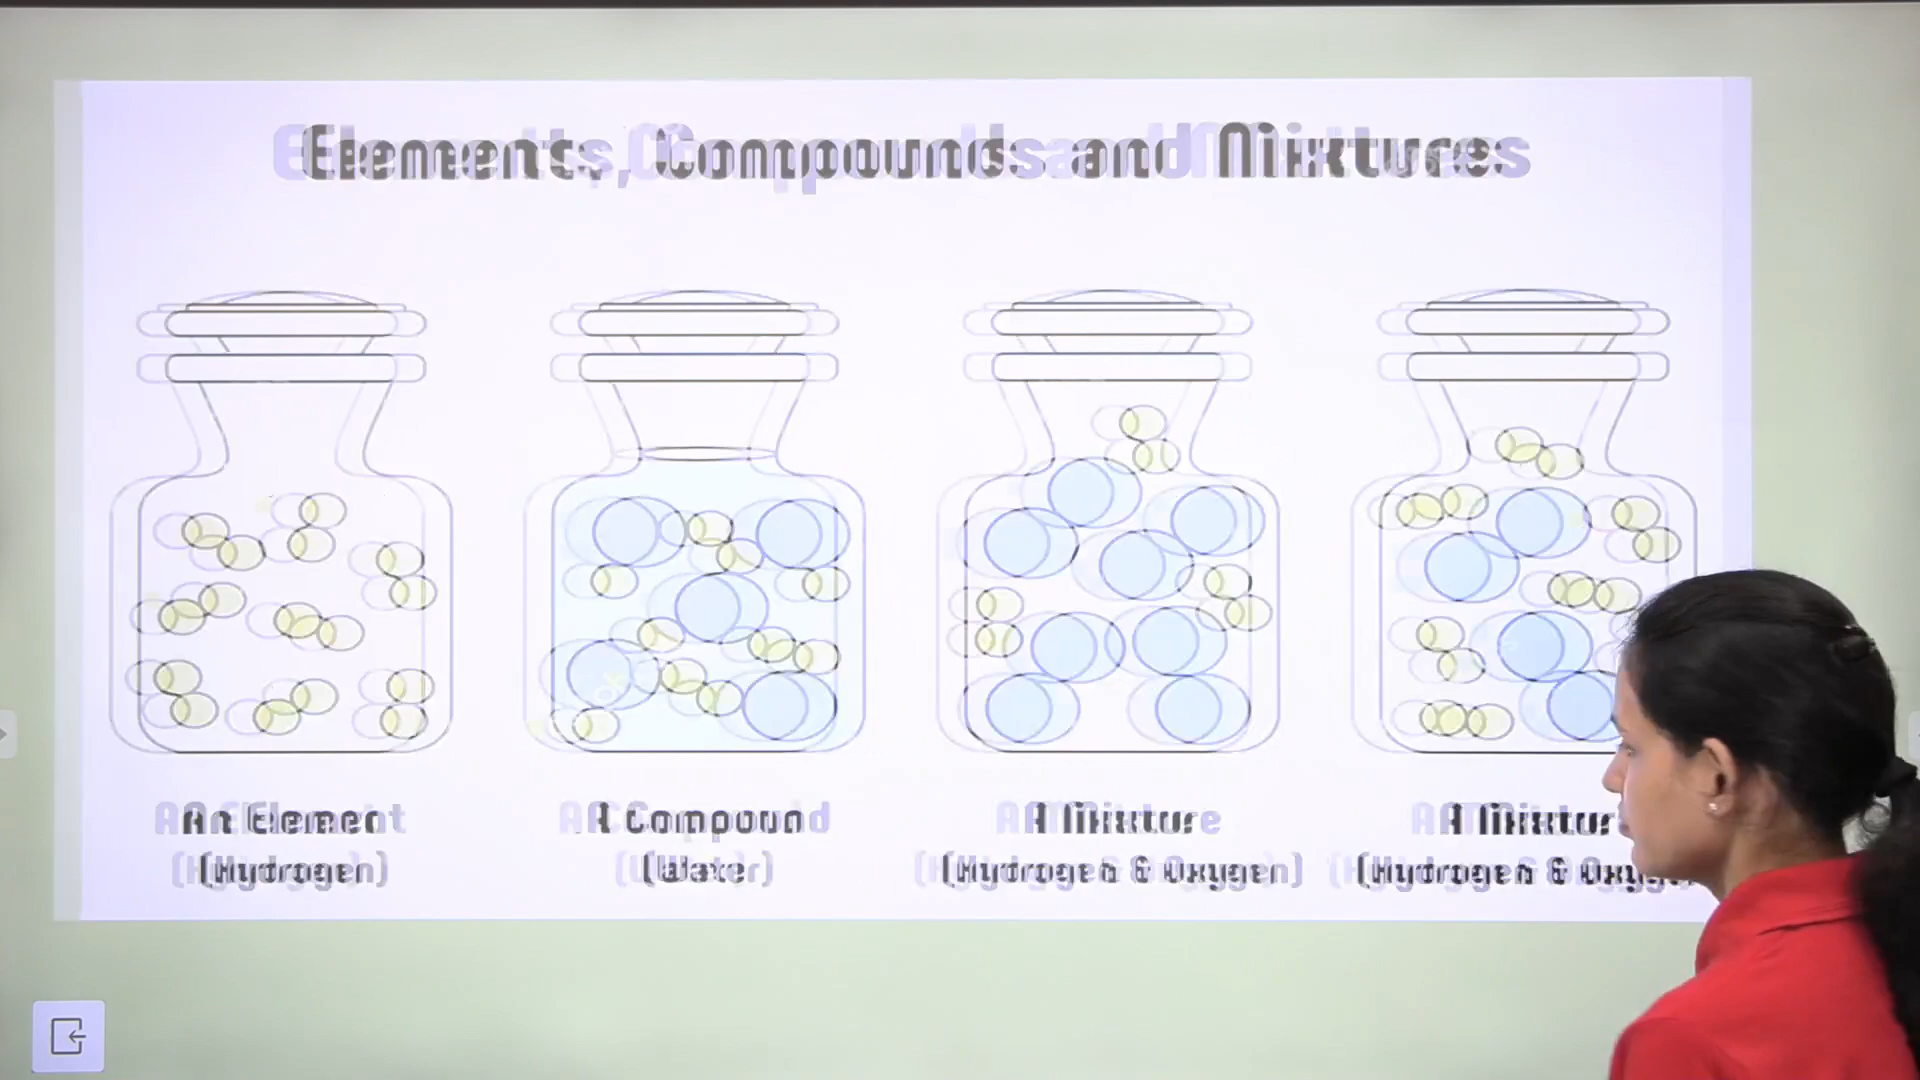 Elements, Compounds and Mixtures
An Element
A Compound
A Mixture
A Mixture
(Hydrogen)
(Water)
(Hydrogen & Oxygen)
(Hydrogen & Oxygen